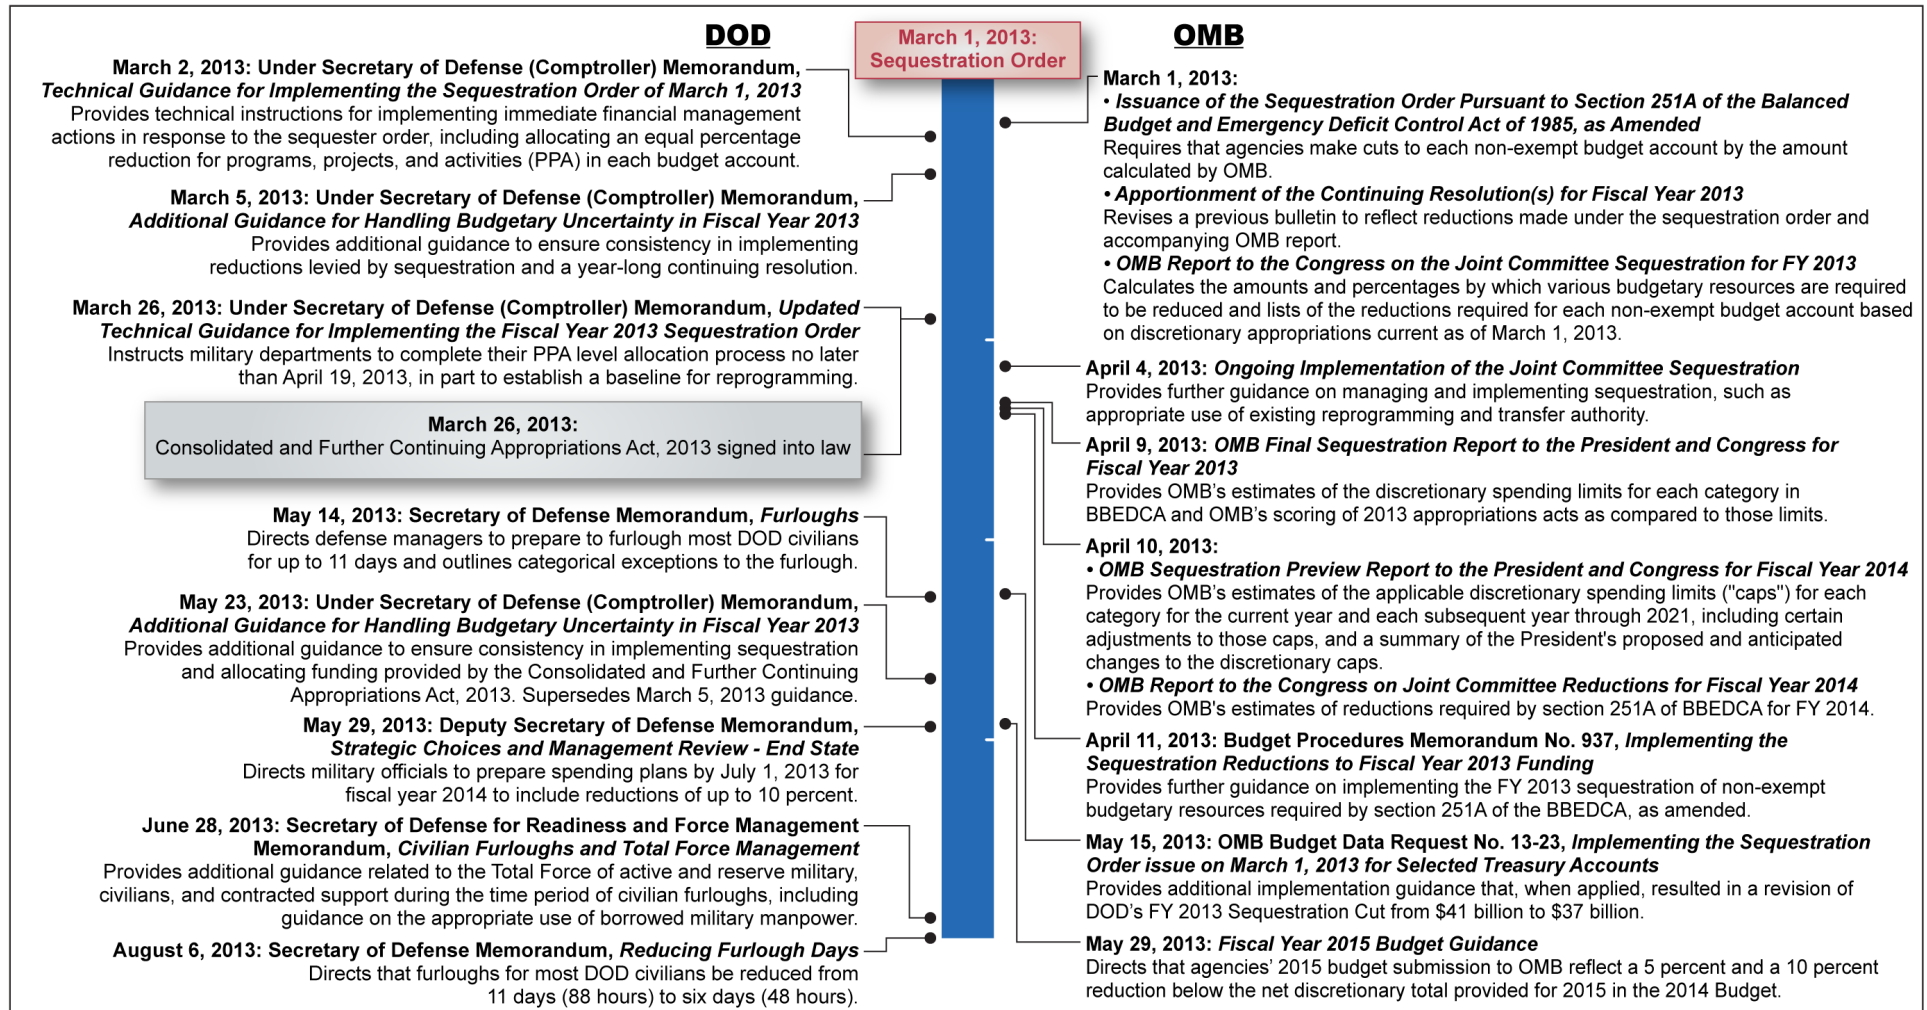 DOD
March 2, 2013: Under Secretary of Defense (Comptroller) Memorandum,
Technical Guidance for Implementing the Sequestration Order of March 1, 2013
Provides technical instructions for implementing immediate financial management
actions in response to the sequester order, including allocating an equal percentage
reduction for programs, projects, and activities (PPA) in each budget account.
March 5, 2013: Under Secretary of Defense (Comptroller) Memorandum,
Additional Guidance for Handling Budgetary Uncertainty in Fiscal Year 2013
Provides additional guidance to ensure consistency in implementing
reductions levied by sequestration and a year-long continuing resolution.
March 26, 2013: Under Secretary of Defense (Comptroller) Memorandum, Updated
Technical Guidance for Implementing the Fiscal Year 2013 Sequestration Order
Instructs military departments to complete their PPA level allocation process no later
than April 19, 2013, in part to establish a baseline for reprogramming.
March 26, 2013:
Consolidated and Further Continuing Appropriations Act, 2013 signed into law
May 14, 2013: Secretary of Defense Memorandum, Furloughs
Directs defense managers to prepare to furlough most DOD civilians
for up to 11 days and outlines categorical exceptions to the furlough.
May 23, 2013: Under Secretary of Defense (Comptroller) Memorandum,
Additional Guidance for Handling Budgetary Uncertainty in Fiscal Year 2013
Provides additional guidance to ensure consistency in implementing sequestration
and allocating funding provided by the Consolidated and Further Continuing
Appropriations Act, 2013. Supersedes March 5, 2013 guidance.
May 29, 2013: Deputy Secretary of Defense Memorandum,
Strategic Choices and Management Review - End State
Directs military officials to prepare spending plans by July 1, 2013 for
fiscal year 2014 to include reductions of up to 10 percent.
June 28, 2013: Secretary of Defense for Readiness and Force Management
Memorandum, Civilian Furloughs and Total Force Management
Provides additional guidance related to the Total Force of active and reserve military,
civilians, and contracted support during the time period of civilian furloughs, including
guidance on the appropriate use of borrowed military manpower.
August 6, 2013: Secretary of Defense Memorandum, Reducing Furlough Days
Directs that furloughs for most DOD civilians be reduced from
11 days (88 hours) to six days (48 hours).
March 1, 2013:
Sequestration Order
OMB
March 1, 2013:
• Issuance of the Sequestration Order Pursuant to Section 251A of the Balanced
Budget and Emergency Deficit Control Act of 1985, as Amended
Requires that agencies make cuts to each non-exempt budget account by the amount
calculated by OMB.
• Apportionment of the Continuing Resolution(s) for Fiscal Year 2013
Revises a previous bulletin to reflect reductions made under the sequestration order and
accompanying OMB report.
• OMB Report to the Congress on the Joint Committee Sequestration for FY 2013
Calculates the amounts and percentages by which various budgetary resources are required
to be reduced and lists of the reductions required for each non-exempt budget account based
on discretionary appropriations current as of March 1, 2013.
April 4, 2013: Ongoing Implementation of the Joint Committee Sequestration
Provides further guidance on managing and implementing sequestration, such as
appropriate use of existing reprogramming and transfer authority.
April 9, 2013: OMB Final Sequestration Report to the President and Congress for
Fiscal Year 2013
Provides OMB's estimates of the discretionary spending limits for each category in
BBEDCA and OMB's scoring of 2013 appropriations acts as compared to those limits.
April 10, 2013:
• OMB Sequestration Preview Report to the President and Congress for Fiscal Year 2014
Provides OMB's estimates of the applicable discretionary spending limits ("caps") for each
category for the current year and each subsequent year through 2021, including certain
adjustments to those caps, and a summary of the President's proposed and anticipated
changes to the discretionary caps.
• OMB Report to the Congress on Joint Committee Reductions for Fiscal Year 2014
Provides OMB's estimates of reductions required by section 251A of BBEDCA for FY 2014.
April 11, 2013: Budget Procedures Memorandum No. 937, Implementing the
Sequestration Reductions to Fiscal Year 2013 Funding
Provides further guidance on implementing the FY 2013 sequestration of non-exempt
budgetary resources required by section 251A of the BBEDCA, as amended.
May 15, 2013: OMB Budget Data Request No. 13-23, Implementing the Sequestration
Order issue on March 1, 2013 for Selected Treasury Accounts
Provides additional implementation guidance that, when applied, resulted in a revision of
DOD's FY 2013 Sequestration Cut from $41 billion to $37 billion.
May 29, 2013: Fiscal Year 2015 Budget Guidance
Directs that agencies' 2015 budget submission to OMB reflect a 5 percent and a 10 percent
reduction below the net discretionary total provided for 2015 in the 2014 Budget.